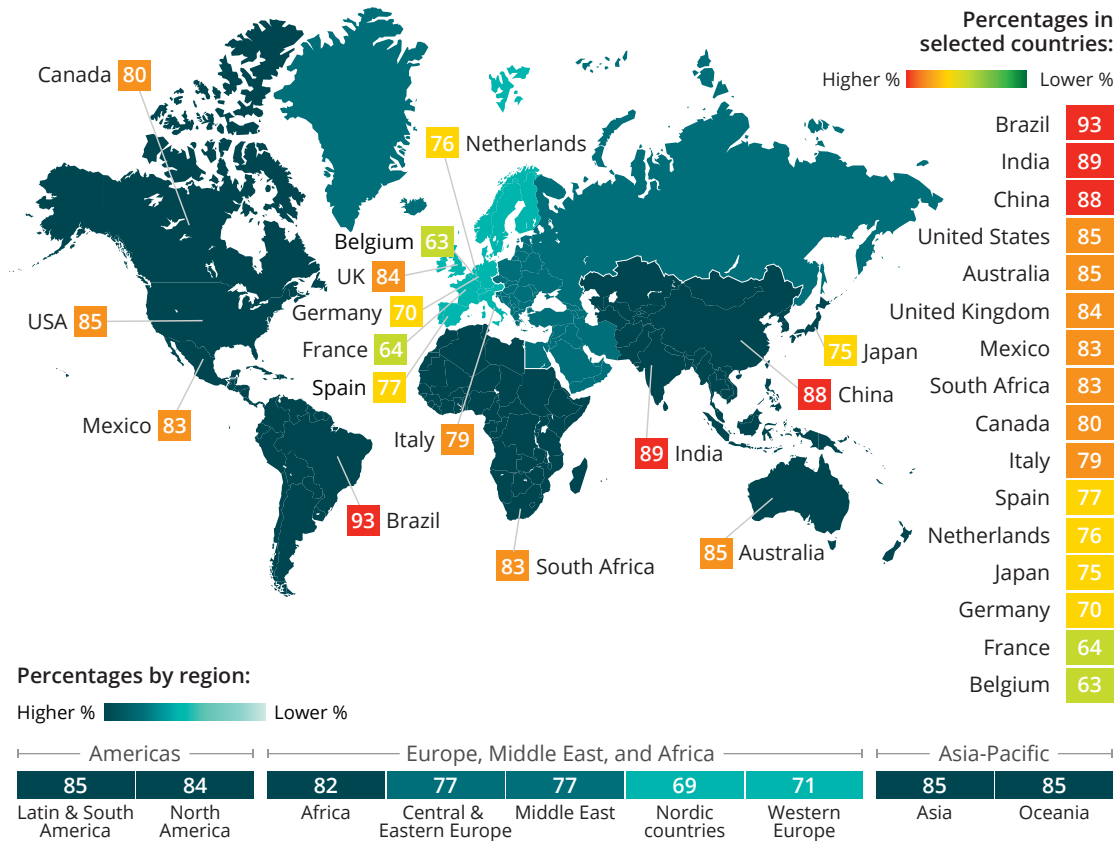 Percentages in
selected countries:
Higher % Lower %
Canada 80
76 Netherlands
Belgium 63
UK 84
Germany 70
USA 85
France 64
75 Japan
Spain 77
88 China
Mexico 83
Italy 79
89 India
93 Brazil
85 Australia
83 South Africa
Brazil 93
India 89
China 88
United States 85
Australia 85
United Kingdom 84
Mexico 83
South Africa 83
Canada 80
Italy 79
Spain 77
Netherlands 76
Japan 75
Germany 70
France 64
Belgium 63
Percentages by region:
Higher % Lower %
Americas
85
Latin & South
America
84
North
America
Europe, Middle East, and Africa
82
Africa
77
Central &
Eastern Europe
77
Middle East
69
Nordic
countries
71
Western
Europe
Asia-Pacific
85
Asia
85
Oceania